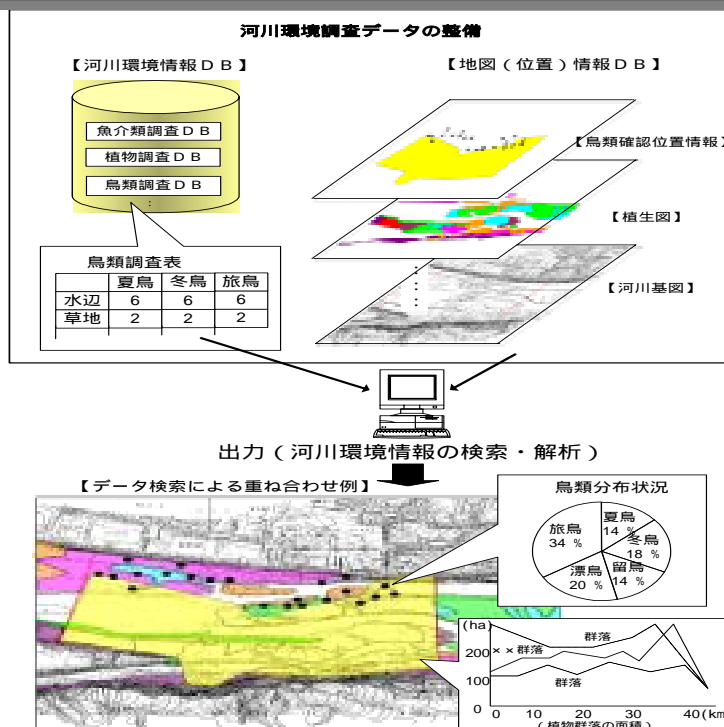 河川環境調査データの整備
【河川環境情報ＤＢ】
【地図（位置）情報ＤＢ】
魚介類調査ＤＢ
植物調査ＤＢ
鳥類調査ＤＢ
:
【鳥類確認位置情報】
【植生図】
【河川基図】
鳥類調査表
夏鳥 冬鳥 旅鳥
水辺 6 6 6
草地 2 2 2
出力（河川環境情報の検索・解析）
【データ検索による重ね合わせ例】
鳥類分布状況
夏鳥
14 %
冬鳥
18 %
留鳥
14 %
漂鳥
20 %
旅鳥
34 %
(ha)
200
100
0
群落
××群落
群落
0 10 20 30 40(km
(植物群落の面積)